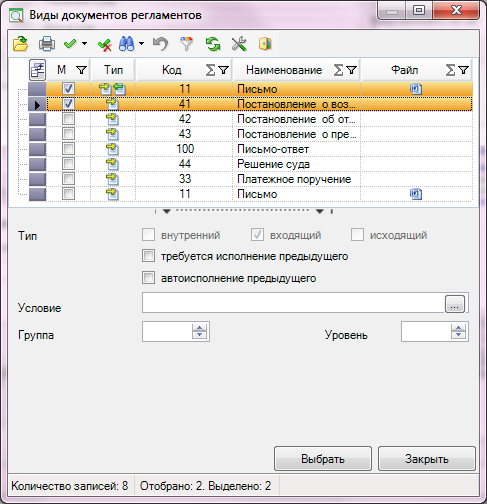 Виды документов регламентов
М Тип Код Наименование Файл
11 Письмо
41 Постановление о воз...
42 Постановление об от...
43 Постановление о пре...
100 Письмо-ответ
44 Решение суда
33 Платежное поручение
11 Письмо
Тип внутренний входящий исходящий
требуется исполнение предыдущего
автоисполнение предыдущего
Условие ...
Группа Уровень
Выбрать Закрыть
Количество записей: 8 Отобрано: 2. Выделено: 2